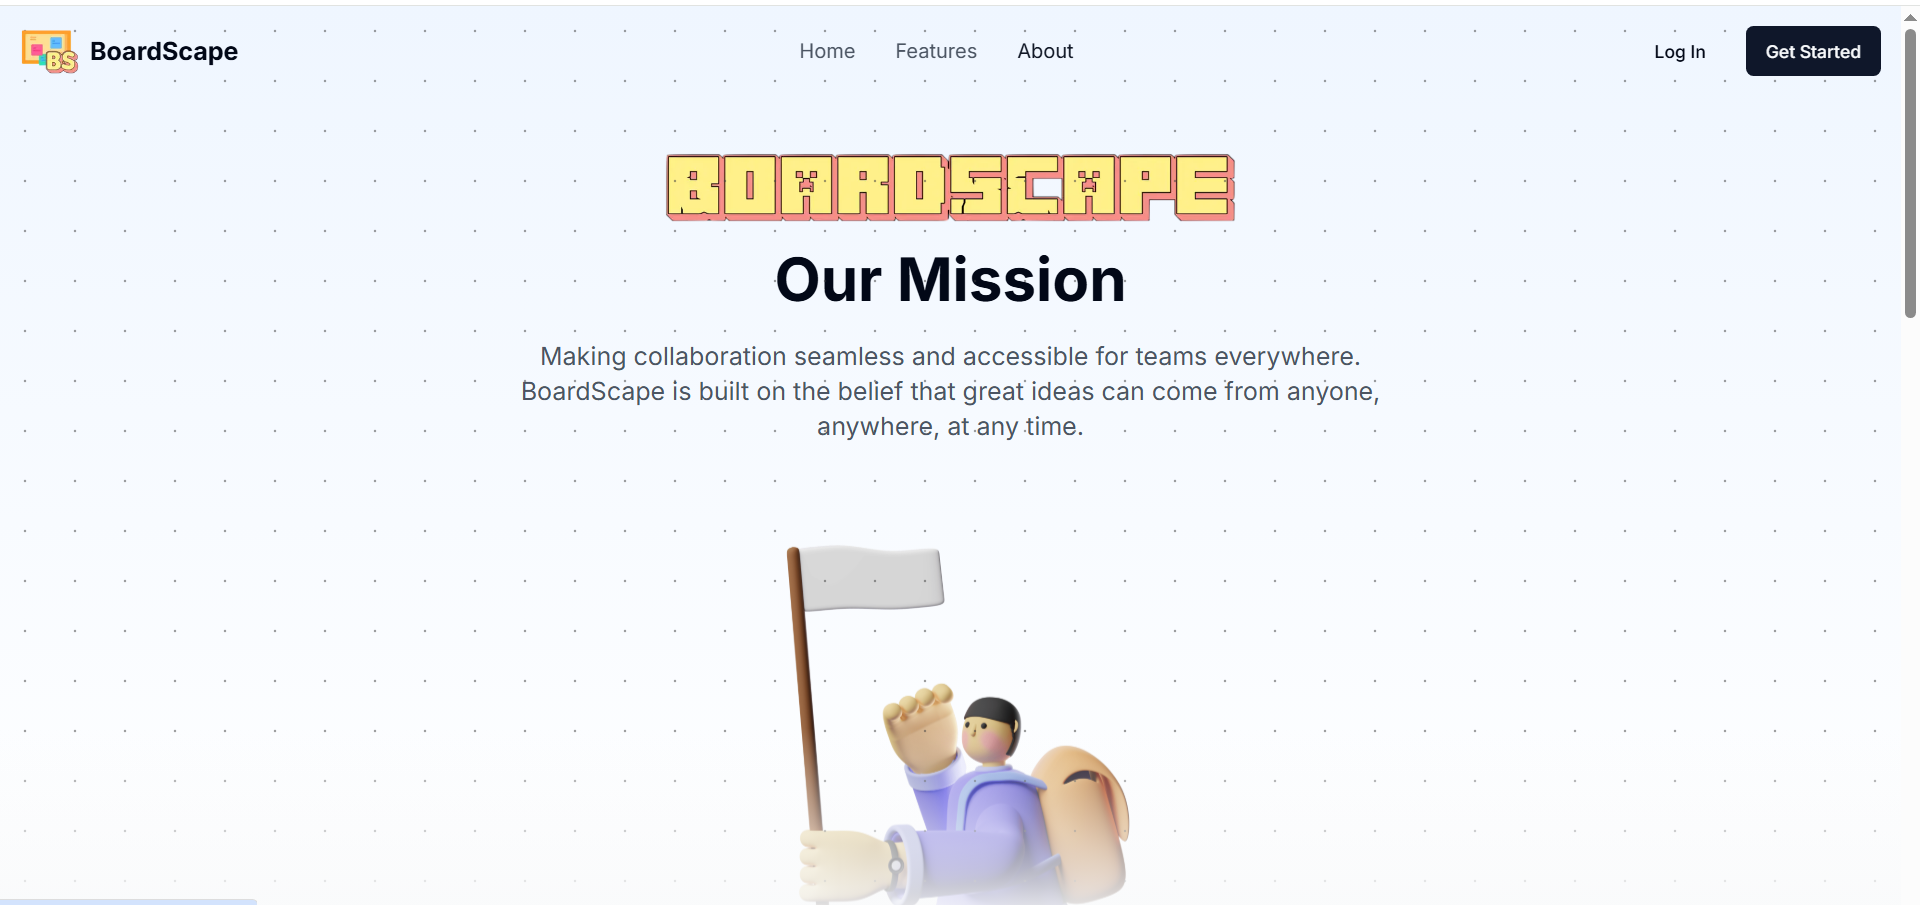 BS
BoardScape
Home
Features
About
Log In
Get Started
BOARDSCAPE
Our Mission
Making collaboration seamless and accessible for teams everywhere.
BoardScape is built on the belief that great ideas can come from anyone,
anywhere, at any time.